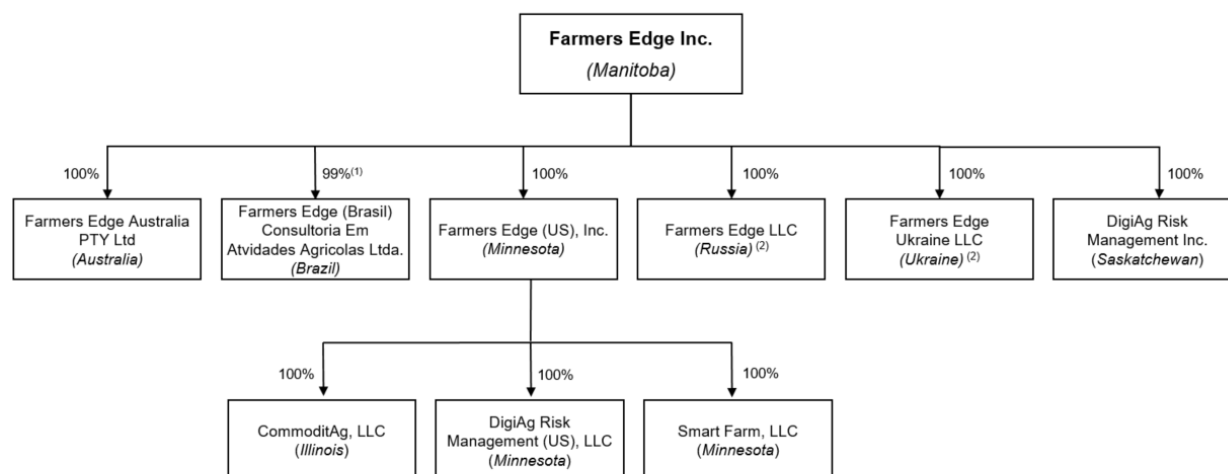 Farmers Edge Inc.
(Manitoba)
100%
99%(1)
100%
100%
100%
100%
Farmers Edge Australia
PTY Ltd
(Australia)
Farmers Edge (Brasil)
Consultoria Em
Atvidades Agricolas Ltda.
(Brazil)
Farmers Edge (US), Inc.
(Minnesota)
Farmers Edge LLC
(Russia) (2)
Farmers Edge
Ukraine LLC
(Ukraine) (2)
DigiAg Risk
Management Inc.
(Saskatchewan)
100%
100%
100%
CommoditAg, LLC
(Illinois)
DigiAg Risk
Management (US), LLC
(Minnesota)
Smart Farm, LLC
(Minnesota)